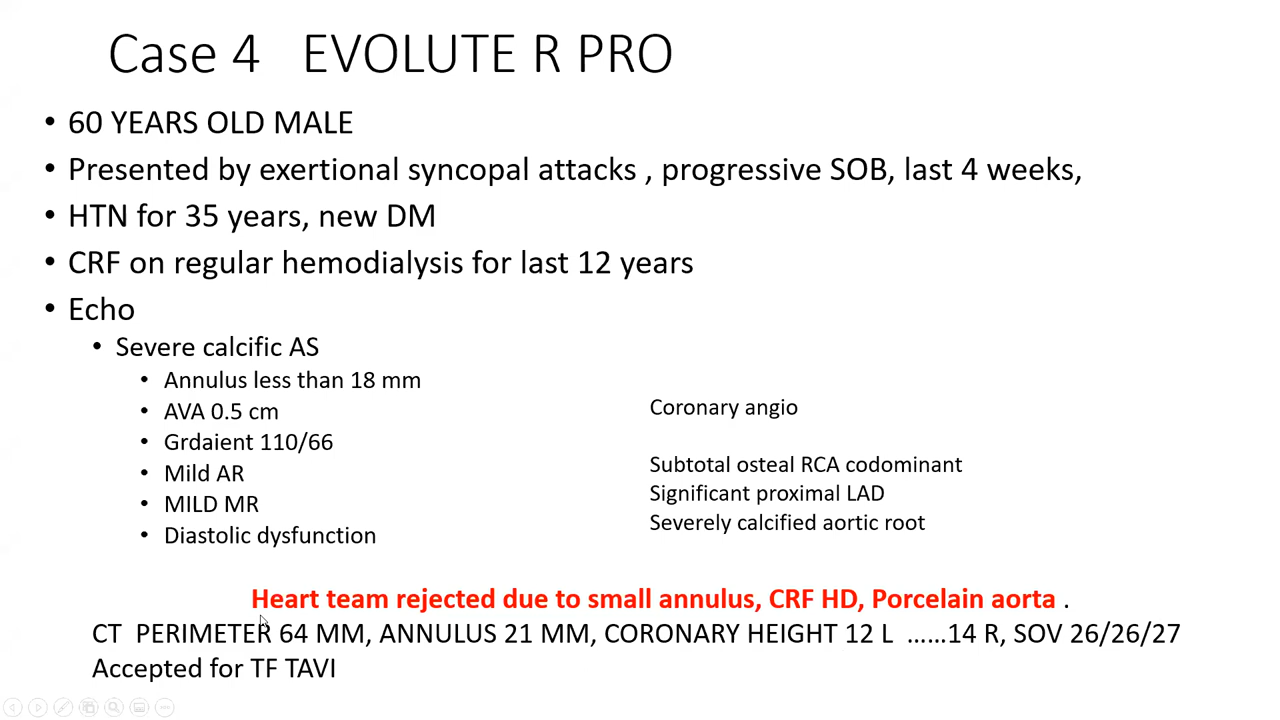 Case 4 EVOLUTE R PRO
• 60 YEARS OLD MALE
• Presented by exertional syncopal attacks , progressive SOB, last 4 weeks,
• HTN for 35 years, new DM
• CRF on regular hemodialysis for last 12 years
• Echo
• Severe calcific AS
• Annulus less than 18 mm
• AVA 0.5 cm
• Grdaient 110/66
• Mild AR
• MILD MR
• Diastolic dysfunction
Coronary angio
Subtotal osteal RCA codominant
Significant proximal LAD
Severely calcified aortic root
Heart team rejected due to small annulus, CRF HD, Porcelain aorta .
CT PERIMETER 64 MM, ANNULUS 21 MM, CORONARY HEIGHT 12 L ……14 R, SOV 26/26/27
Accepted for TF TAVI